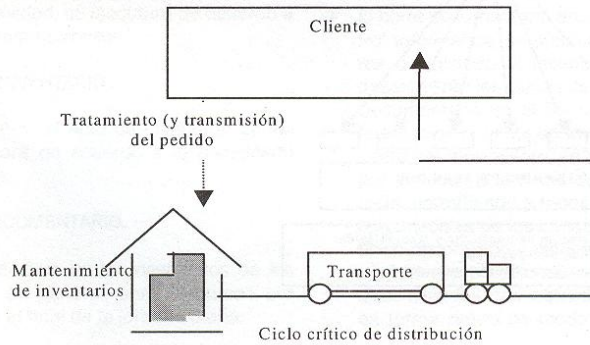 Cliente
Tratamiento (y transmisión)
del pedido
Mantenimiento
de inventarios
Transporte
Ciclo crítico de distribución